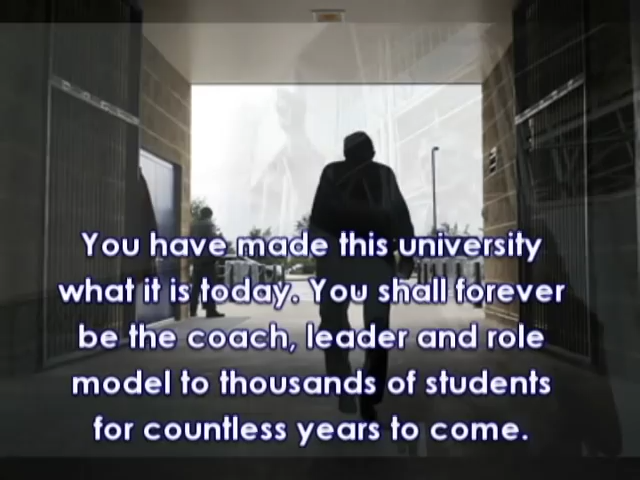 You have made this university
what it is today. You shall forever
be the coach, leader and role
model to thousands of students
for countless years to come.